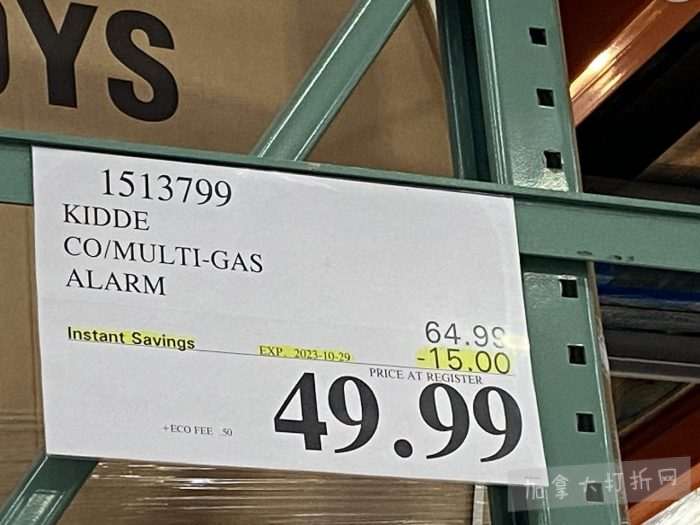 OYS
1513799
KIDDE
CO/MULTI-GAS
ALARM
64.99
Instant Savings EXP. 2023-10-29 -15.00
PRICE AT REGISTER
+ECO FEE .50 49.99
加拿大打折网